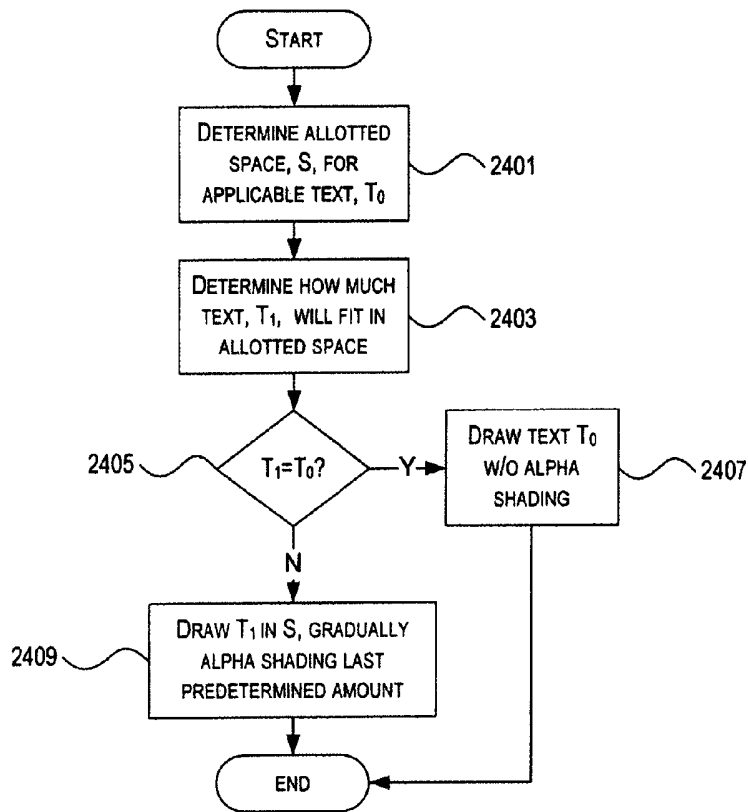 START
DETERMINE ALLOTTED
SPACE, S, FOR
APPLICABLE TEXT, T₀
2401
DETERMINE HOW MUCH
TEXT, T₁, WILL FIT IN
ALLOTTED SPACE
2403
2405
T₁=T₀?
Y
DRAW TEXT T₀
W/O ALPHA
SHADING
2407
N
2409
DRAW T₁ IN S, GRADUALLY
ALPHA SHADING LAST
PREDETERMINED AMOUNT
END